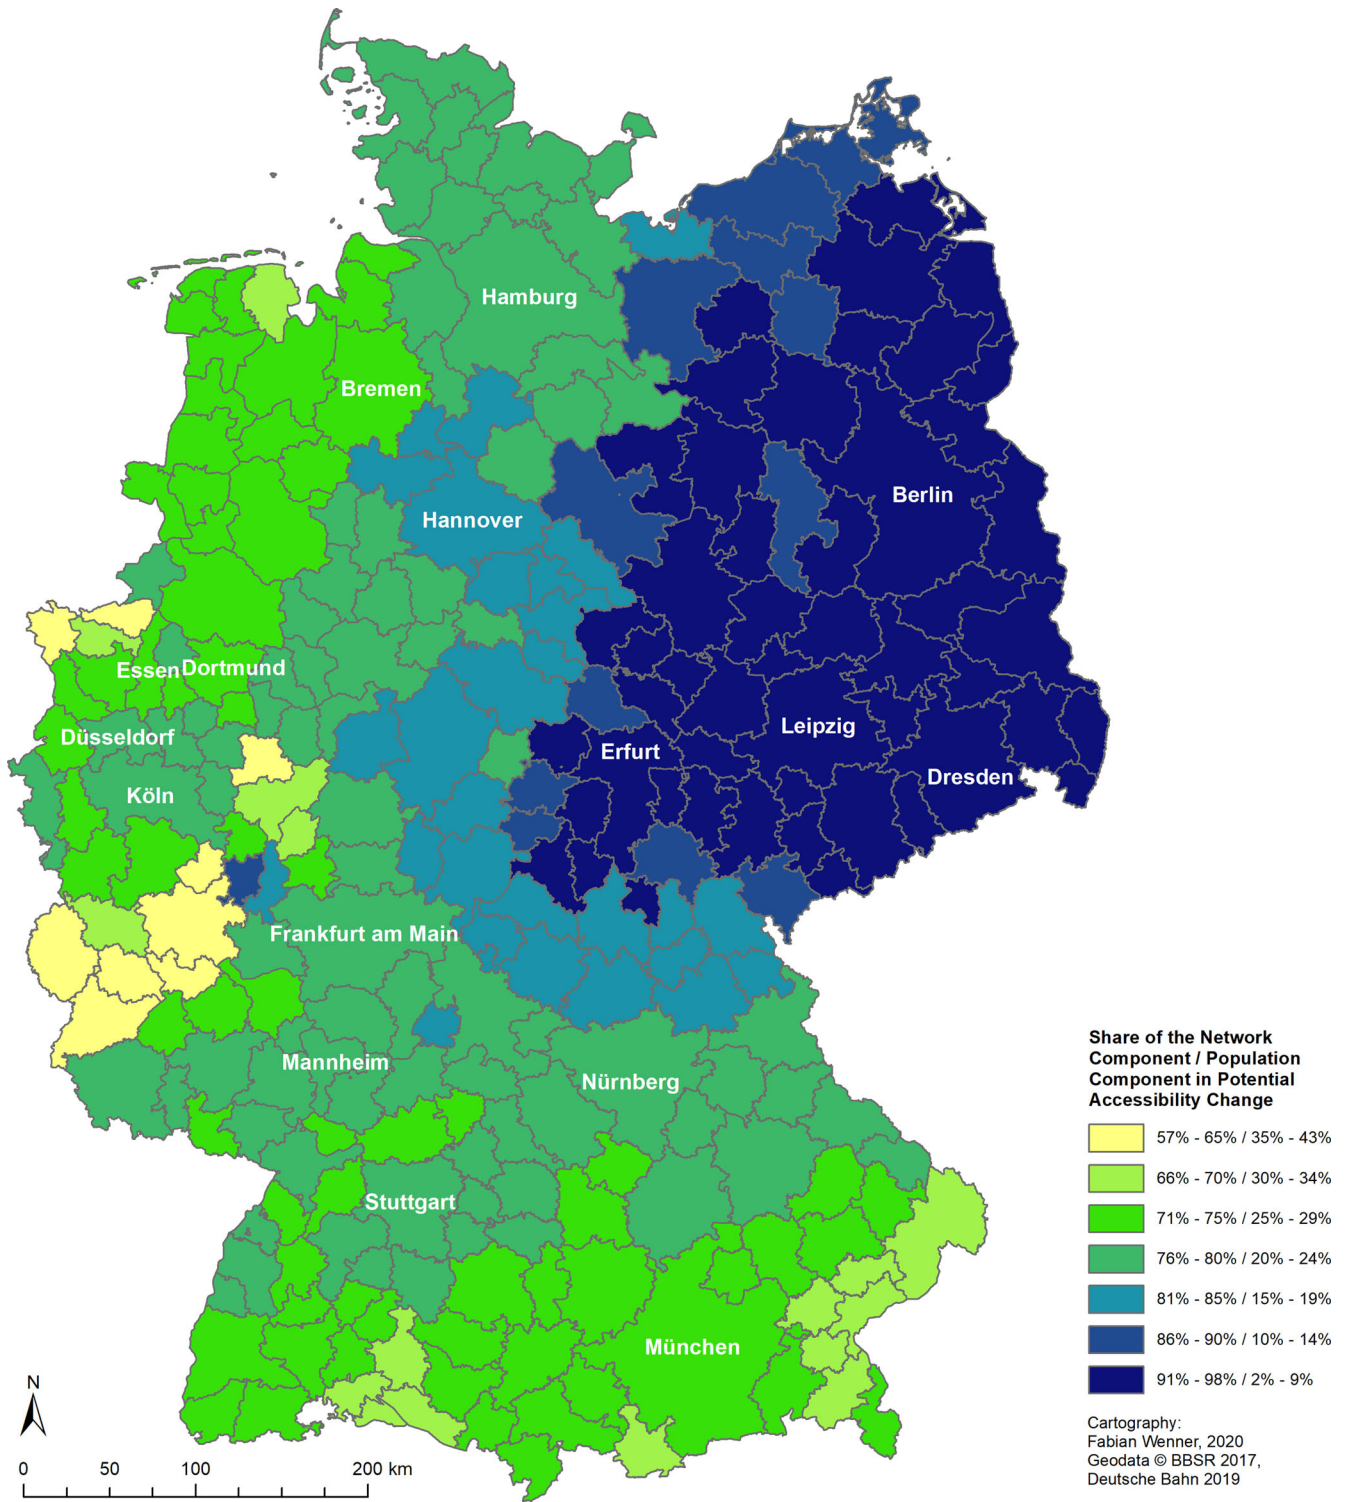 Hamburg
Bremen
Berlin
Hannover
Essen
Dortmund
Leipzig
Düsseldorf
Erfurt
Dresden
Köln
Frankfurt am Main
Mannheim
Nürnberg
Stuttgart
München
Share of the Network
Component / Population
Component in Potential
Accessibility Change
57% - 65% / 35% - 43%
66% - 70% / 30% - 34%
71% - 75% / 25% - 29%
76% - 80% / 20% - 24%
81% - 85% / 15% - 19%
86% - 90% / 10% - 14%
91% - 98% / 2% - 9%
Cartography:
Fabian Wenner, 2020
Geodata © BBSR 2017,
Deutsche Bahn 2019
N
0 50 100 200 km